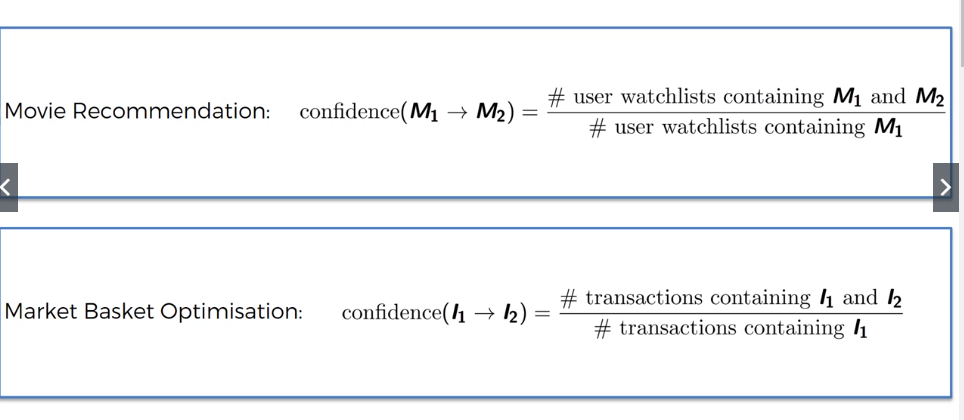 Movie Recommendation: confidence(M₁ → M₂) = # user watchlists containing M₁ and M₂
# user watchlists containing M₁
Market Basket Optimisation: confidence(I₁ → I₂) = # transactions containing I₁ and I₂
# transactions containing I₁